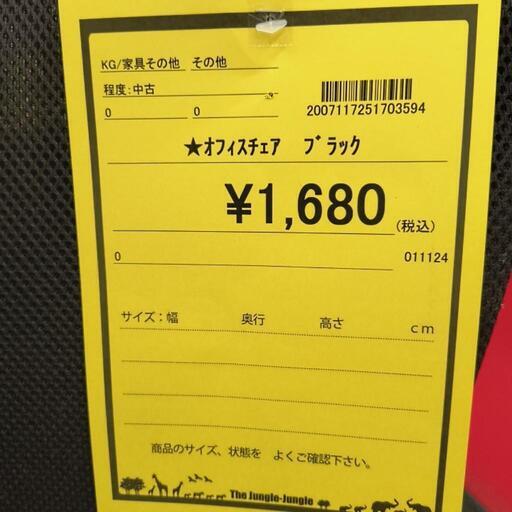 KG/家具その他 その他
程度:中古
0 0
2007117251703594
★ｵﾌｨｽﾁｪｱ ﾌﾞﾗｯｸ
¥1,680 (税込)
0 011124
サイズ:幅 奥行 高さ cm
商品のサイズ、状態を よくご確認下さい。
The Jungle-Jungle